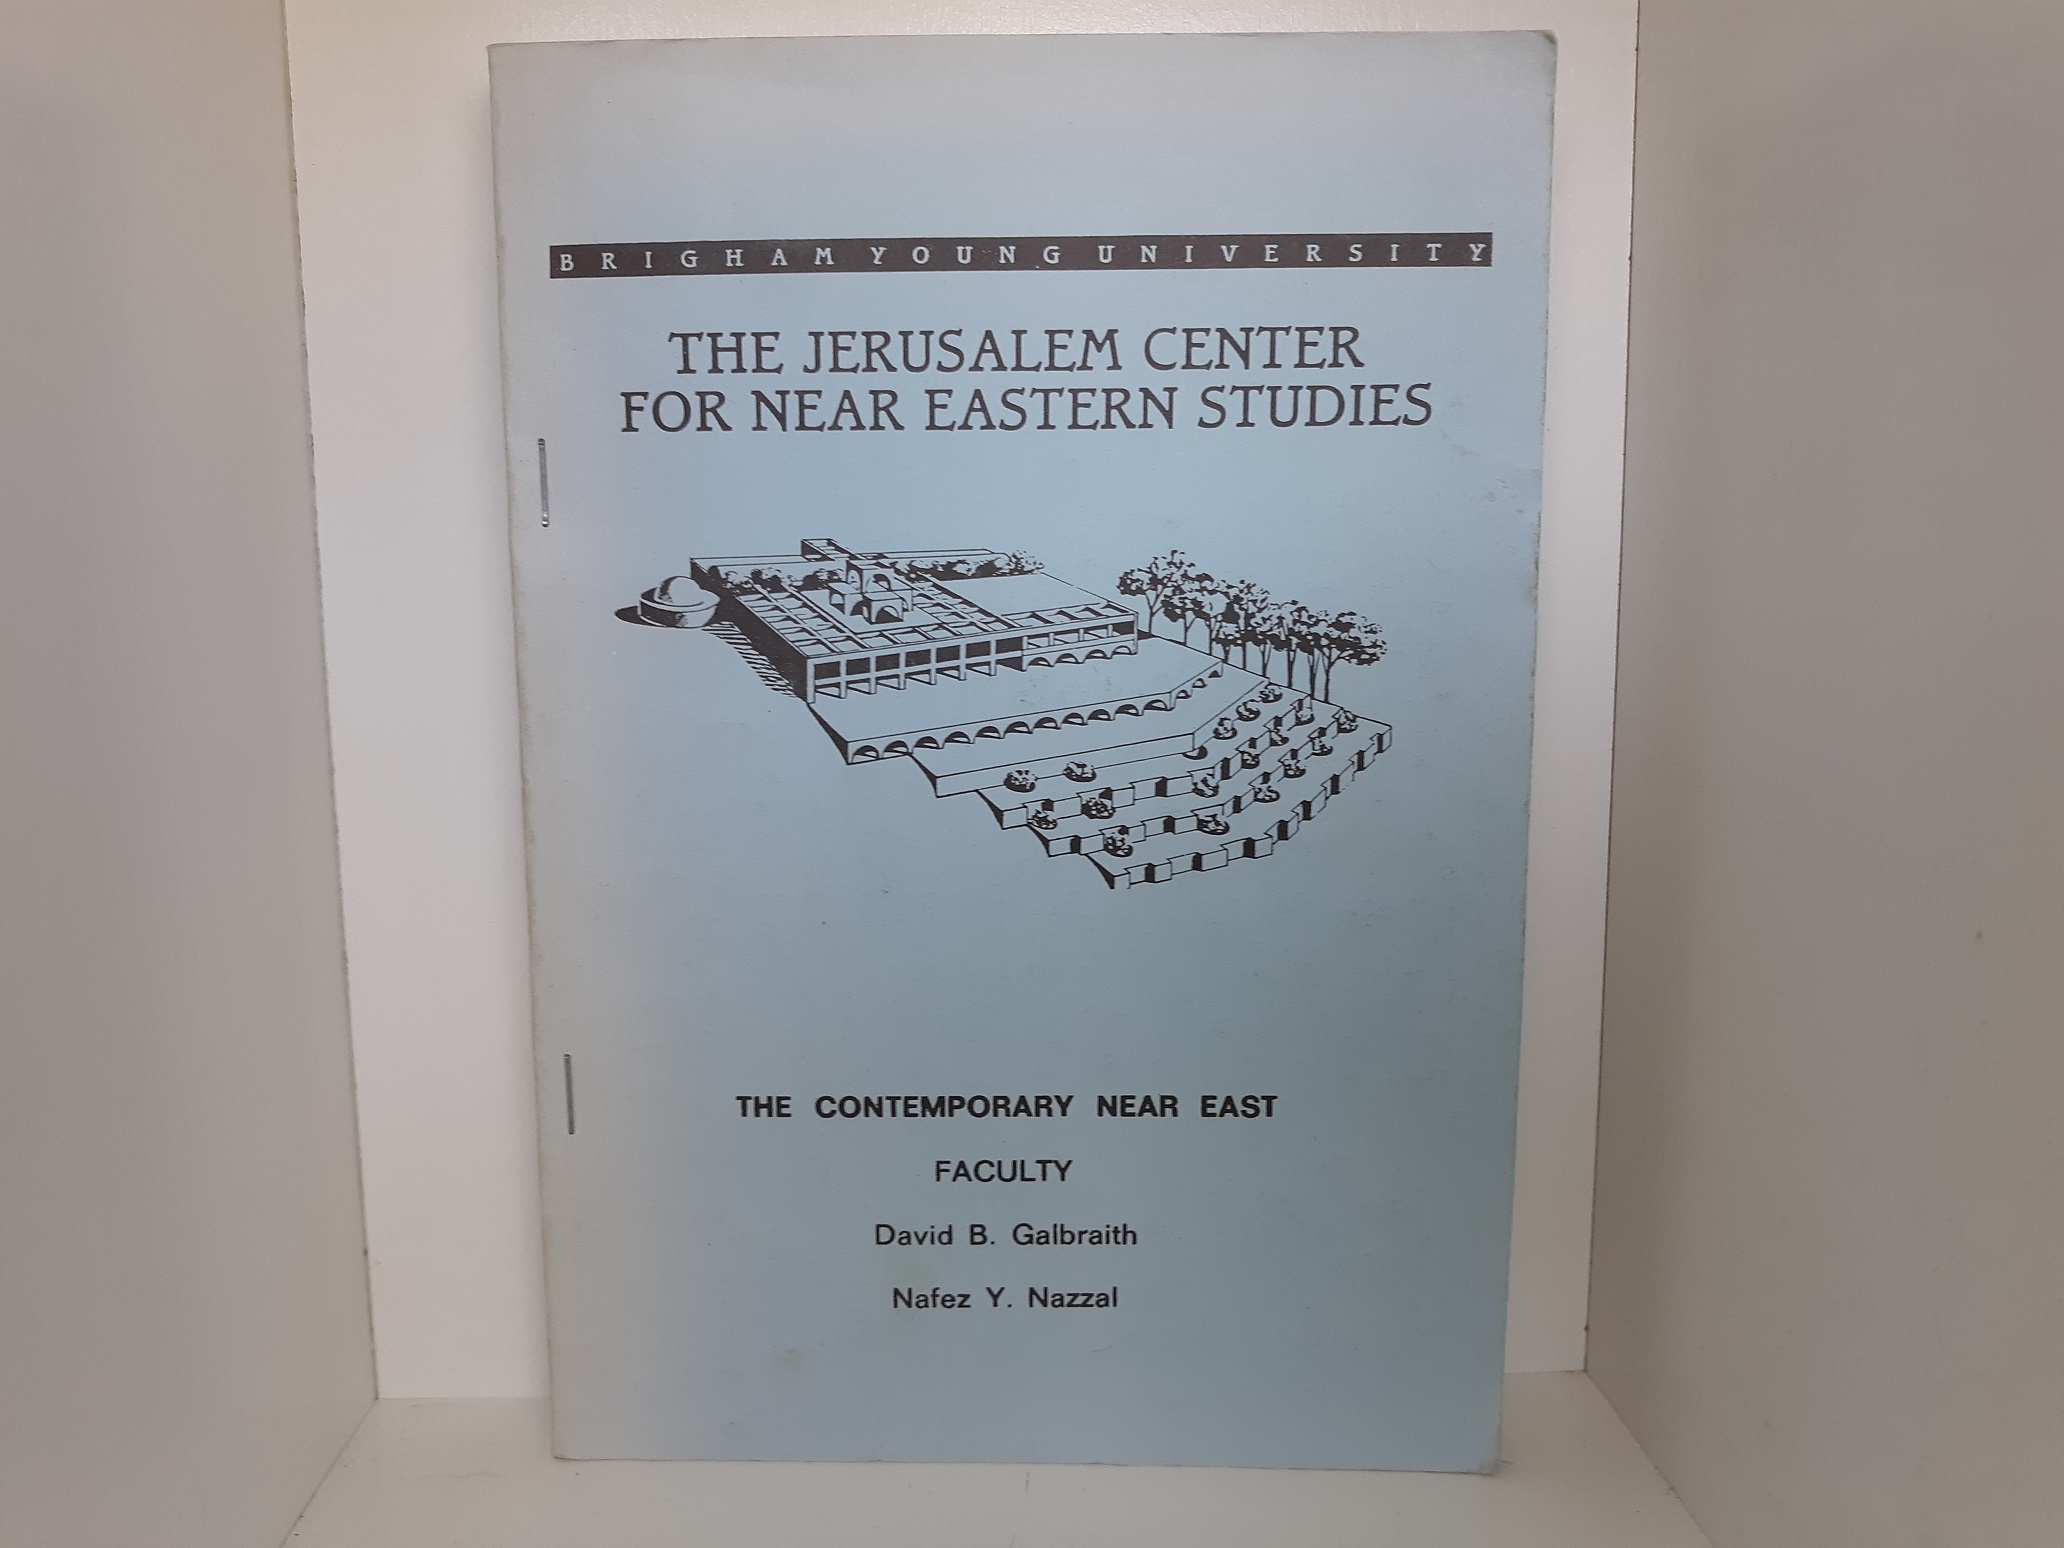 BRIGHAM YOUNG UNIVERSITY
THE JERUSALEM CENTER
FOR NEAR EASTERN STUDIES
THE CONTEMPORARY NEAR EAST
FACULTY
David B. Galbraith
Nafez Y. Nazzal